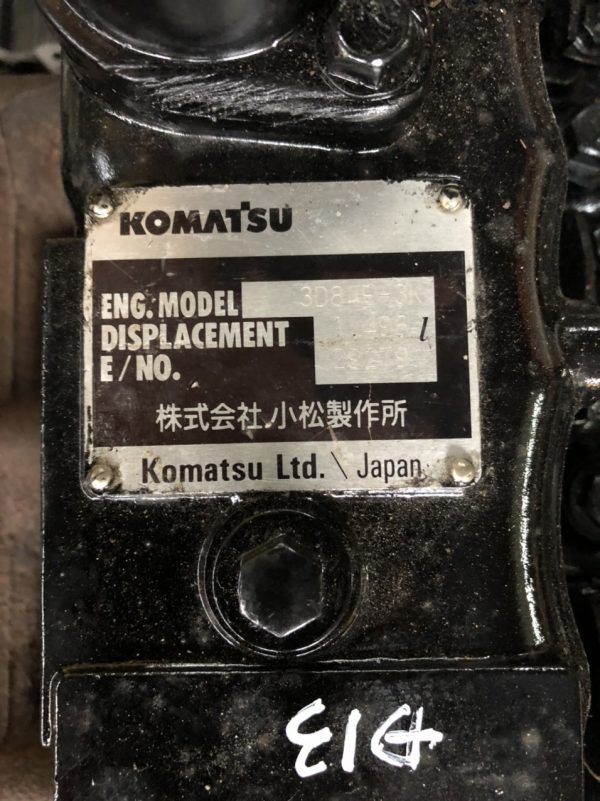 KOMATSU
ENG. MODEL
DISPLACEMENT l
E/NO.
株式会社 小松製作所
Komatsu Ltd. \ Japan